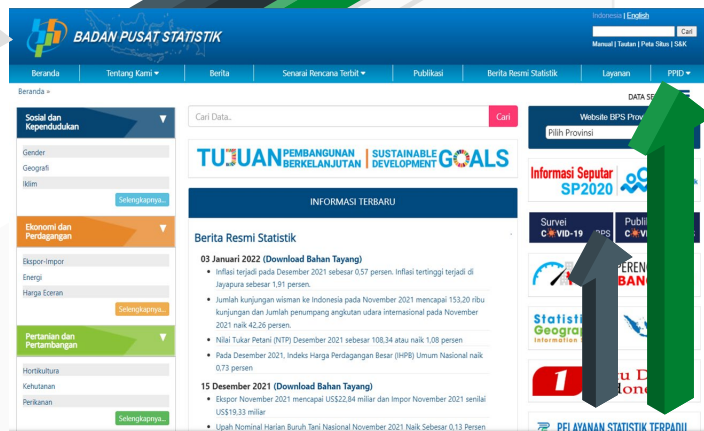 Indonesia | English
BADAN PUSAT STATISTIK
Cari
Manual | Tautan | Peta Situs | S&K
Beranda Tentang Kami Berita Senarai Rencana Terbit Publikasi Berita Resmi Statistik Layanan PPID
Beranda »
DATA
Sosial dan
Kependudukan
Gender
Geografi
Iklim
Selengkapnya...
Ekonomi dan
Perdagangan
Ekspor-Impor
Energi
Harga Eceran
Selengkapnya...
Pertanian dan
Pertambangan
Hortikultura
Kehutanan
Perikanan
Selengkapnya...
Cari Data..
Cari
TUJUAN PEMBANGUNAN BERKELANJUTAN SUSTAINABLE DEVELOPMENT GOALS
INFORMASI TERBARU
Berita Resmi Statistik
03 Januari 2022 (Download Bahan Tayang)
Inflasi terjadi pada Desember 2021 sebesar 0,57 persen. Inflasi tertinggi terjadi di
Jayapura sebesar 1,91 persen.
Jumlah kunjungan wisman ke Indonesia pada November 2021 mencapai 153,20 ribu
kunjungan dan Jumlah penumpang angkutan udara internasional pada November
2021 naik 42,26 persen.
Nilai Tukar Petani (NTP) Desember 2021 sebesar 108,34 atau naik 1,08 persen
Pada Desember 2021, Indeks Harga Perdagangan Besar (IHPB) Umum Nasional naik
0,73 persen
15 Desember 2021 (Download Bahan Tayang)
Ekspor November 2021 mencapai US$22,84 miliar dan Impor November 2021 senilai
US$19,33 miliar
Upah Nominal Harian Buruh Tani Nasional November 2021 Naik Sebesar 0,13 Persen
Website BPS
Pilih Provinsi
Informasi Seputar
SP2020
Survei
COVID-19
PELAYANAN STATISTIK TERPADU